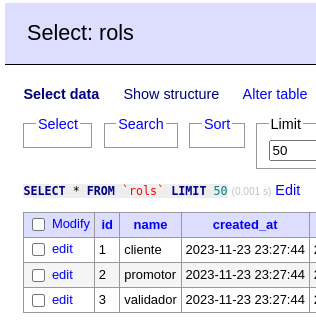 Select: rols
Select data Show structure Alter table
Select Search Sort Limit
50
SELECT * FROM `rols` LIMIT 50 (0.001 s) Edit
Modify id name created_at
edit 1 cliente 2023-11-23 23:27:44
edit 2 promotor 2023-11-23 23:27:44
edit 3 validador 2023-11-23 23:27:44